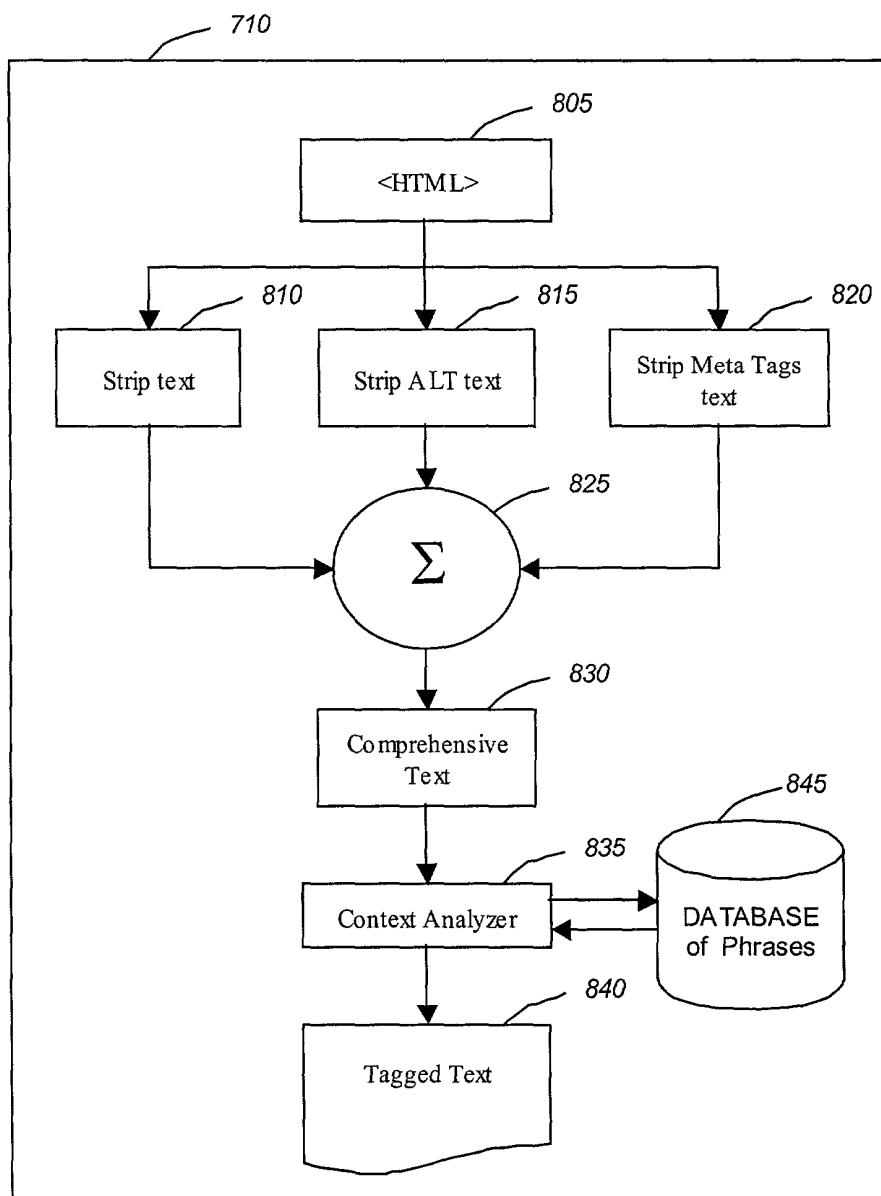 710
805
<HTML>
810
815
820
Strip text
Strip ALT text
Strip Meta Tags
text
825
Σ
830
Comprehensive
Text
845
835
Context Analyzer
DATABASE
of Phrases
840
Tagged Text